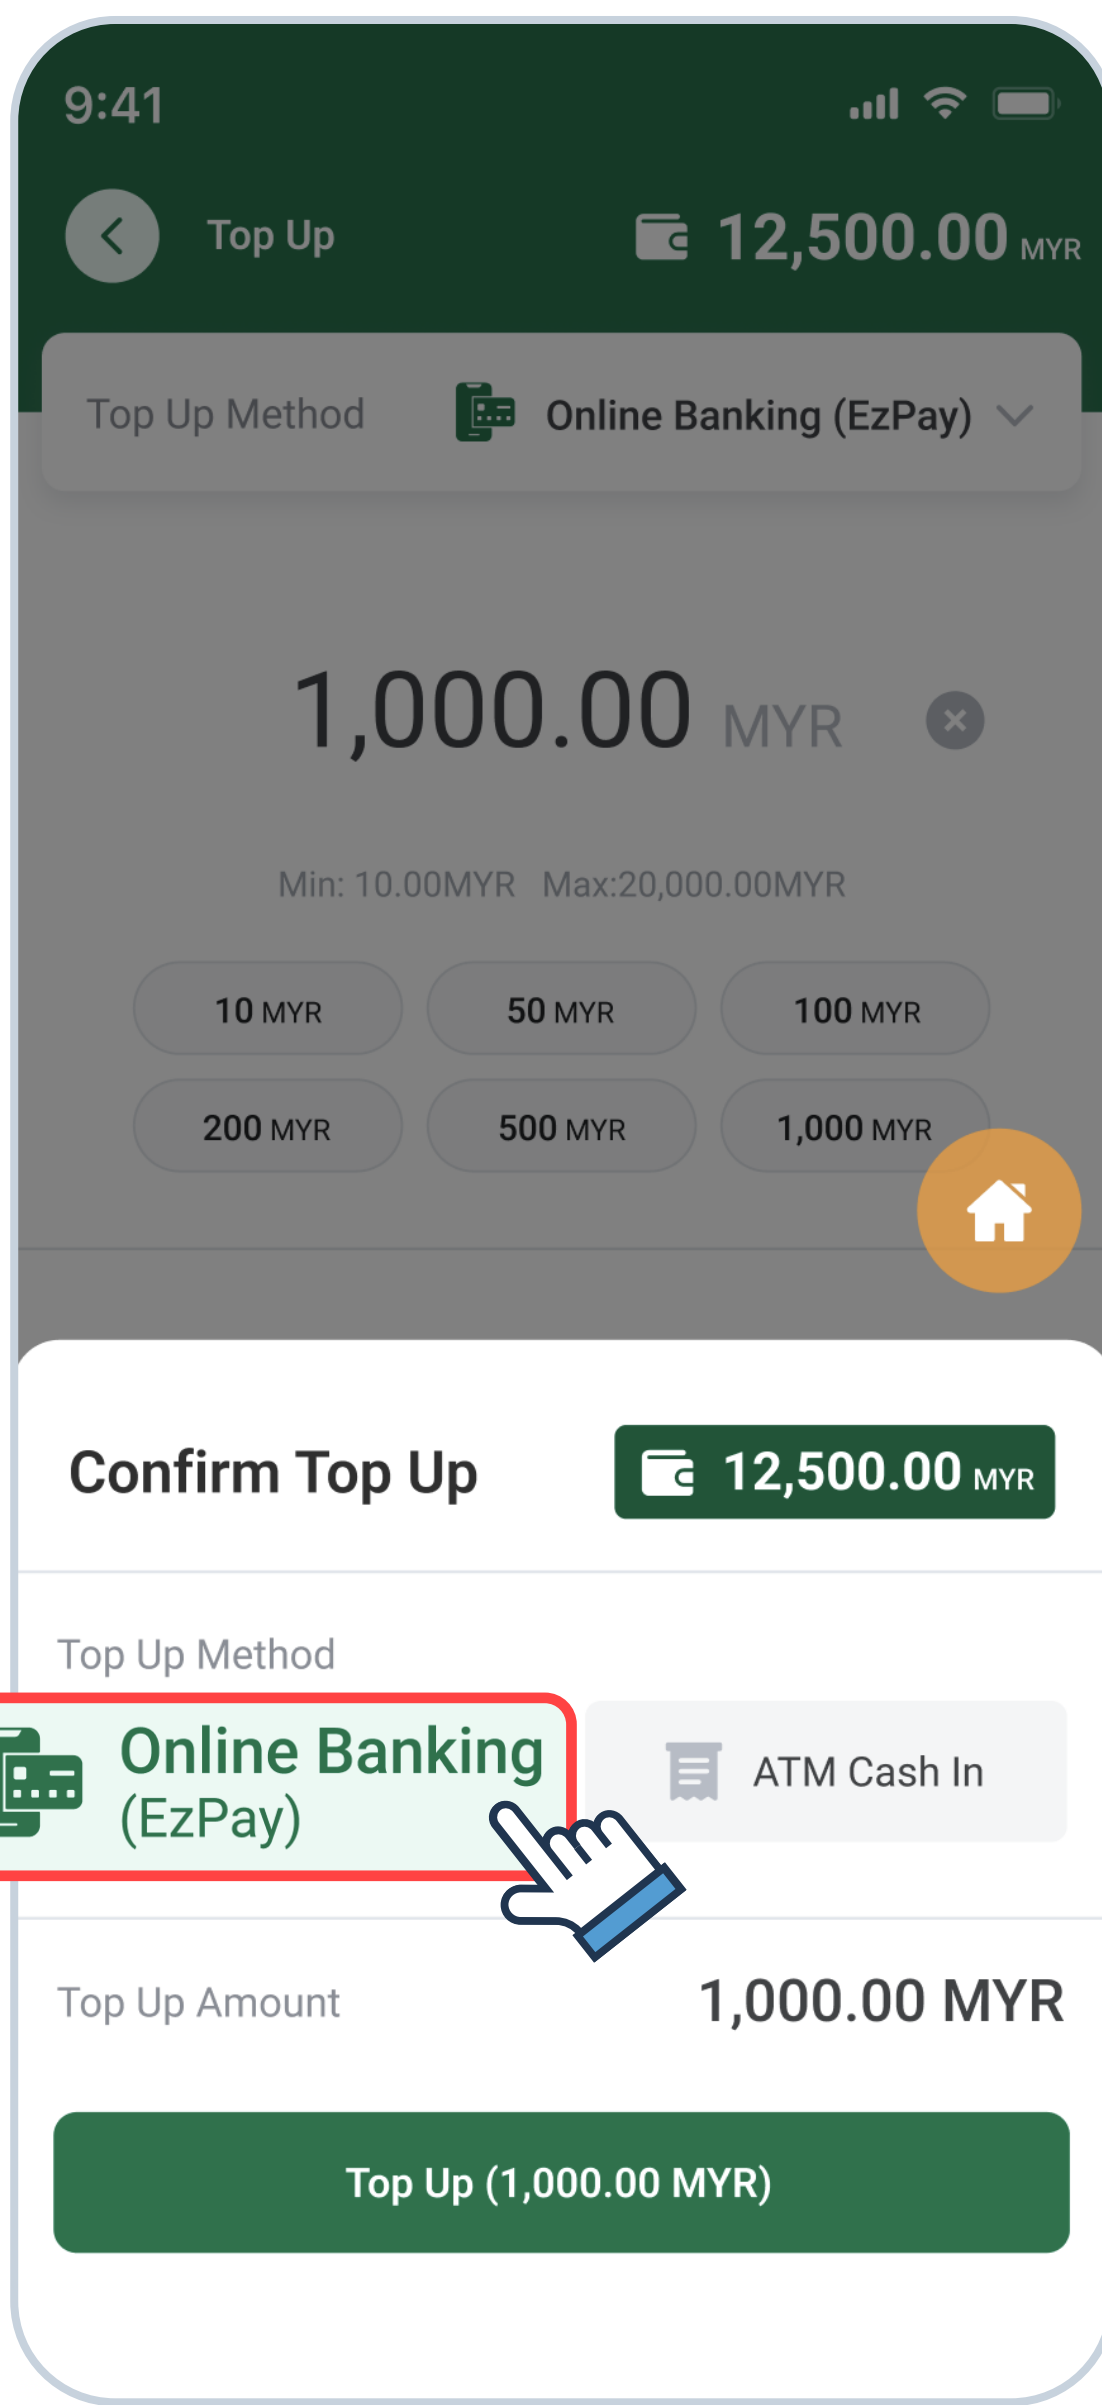 9:41
Top Up 12,500.00 MYR
Top Up Method Online Banking (EzPay)
1,000.00 MYR
Min: 10.00MYR Max:20,000.00MYR
10 MYR 50 MYR 100 MYR
200 MYR 500 MYR 1,000 MYR
Confirm Top Up 12,500.00 MYR
Top Up Method
Online Banking
(EzPay)
ATM Cash In
Top Up Amount 1,000.00 MYR
Top Up (1,000.00 MYR)